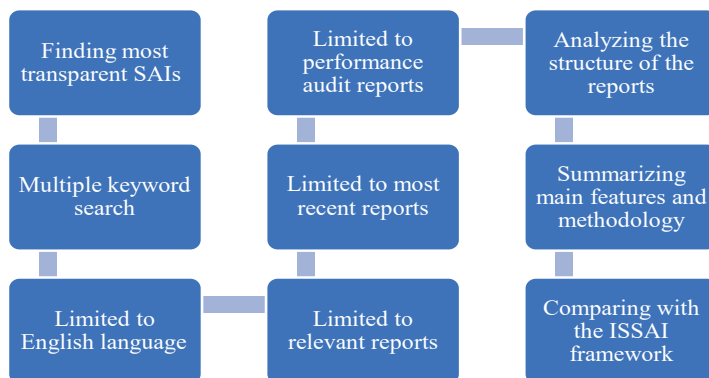 Finding most
transparent SAIs
Multiple keyword
search
Limited to
English language
Limited to
relevant reports
Limited to most
recent reports
Limited to
performance
audit reports
Analyzing the
structure of the
reports
Summarizing
main features and
methodology
Comparing with
the ISSAI
framework